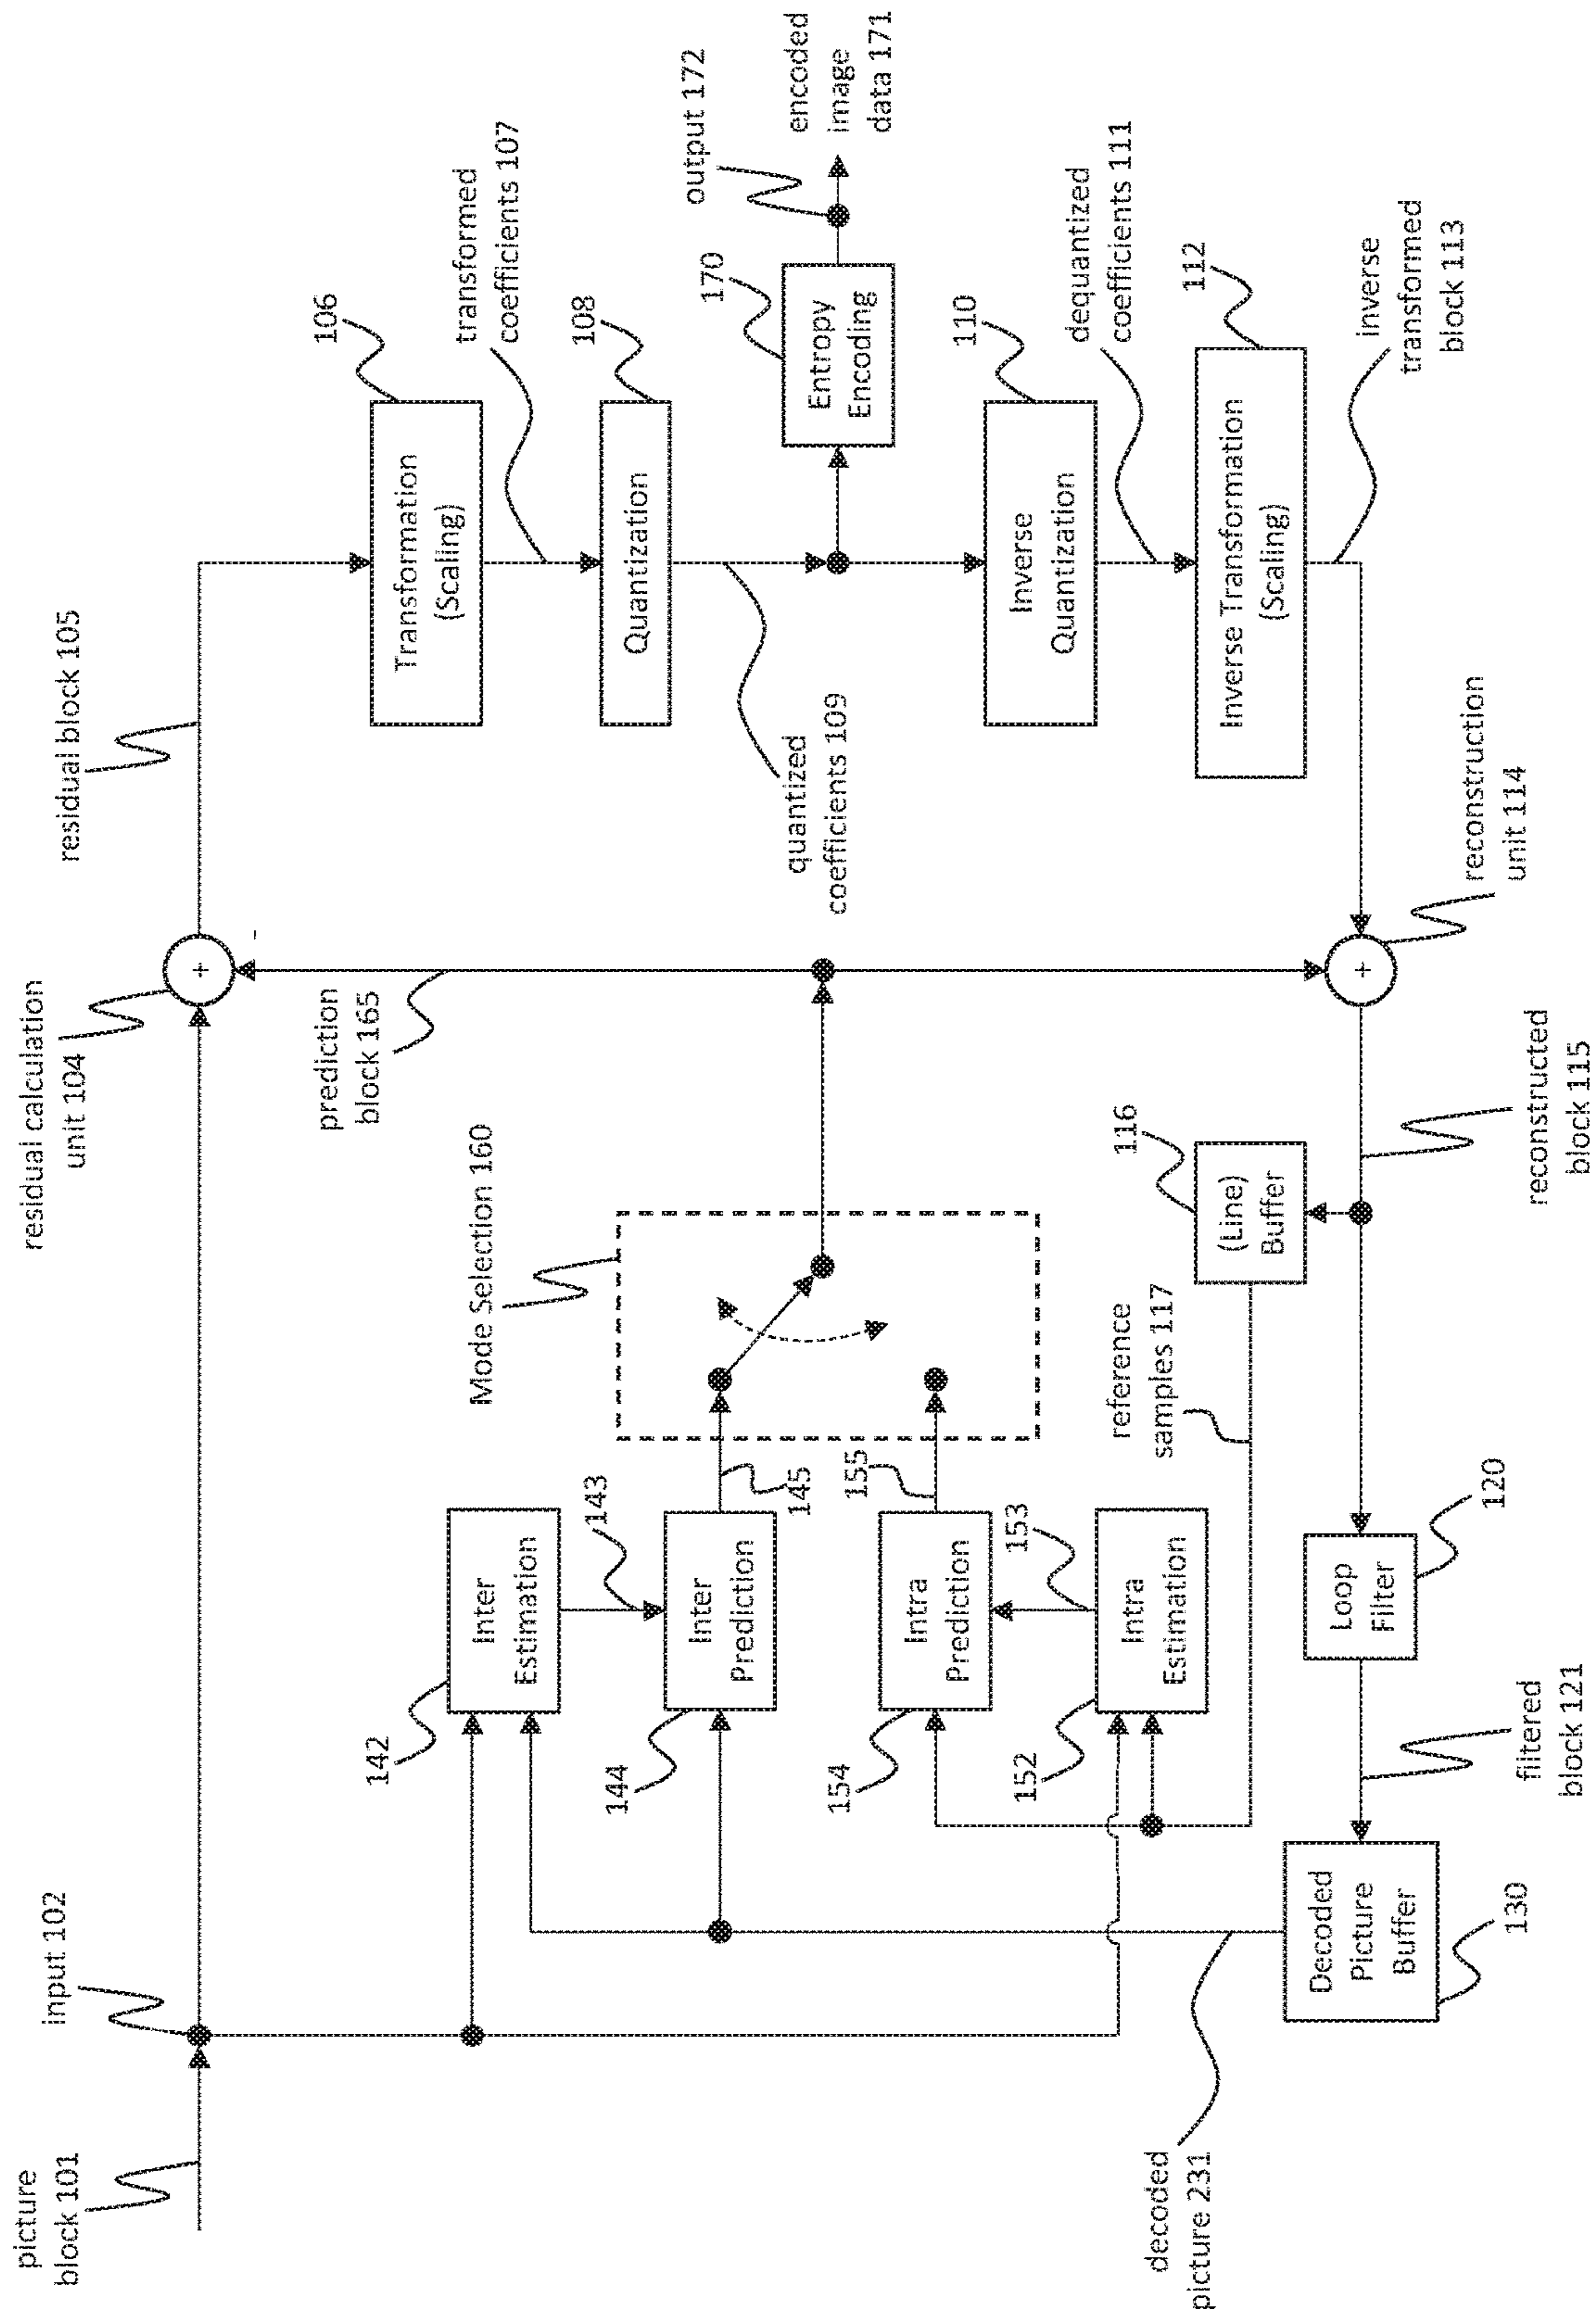 picture
block 101
input 102
residual calculation
unit 104
+
-
residual block 105
prediction
block 165
106
Transformation
(Scaling)
transformed
coefficients 107
108
Quantization
quantized
coefficients 109
170
Entropy
Encoding
output 172
encoded
image
data 171
110
Inverse
Quantization
dequantized
coefficients 111
112
Inverse Transformation
(Scaling)
inverse
transformed
block 113
142
Inter
Estimation
143
144
Inter
Prediction
145
Mode Selection 160
154
Intra
Prediction
155
153
152
Intra
Estimation
reference
samples 117
116
(Line)
Buffer
+
reconstruction
unit 114
reconstructed
block 115
Loop
Filter
120
filtered
block 121
Decoded
Picture
Buffer
130
decoded
picture 231